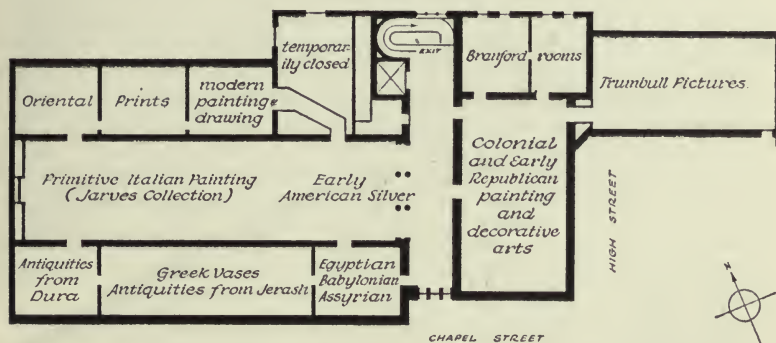 temporar-
ily closed
EXIT
Branford rooms
Trumbull Pictures.
Oriental
Prints
modern
painting &
drawing
Primitive Italian Painting
(Jarves Collection)
Early
American Silver
Colonial
and Early
Republican
painting
and
decorative
arts
HIGH STREET
Antiquities
from
Dura
Greek Vases
Antiquities from Jerash
Egyptian
Babylonian
Assyrian
N
CHAPEL STREET